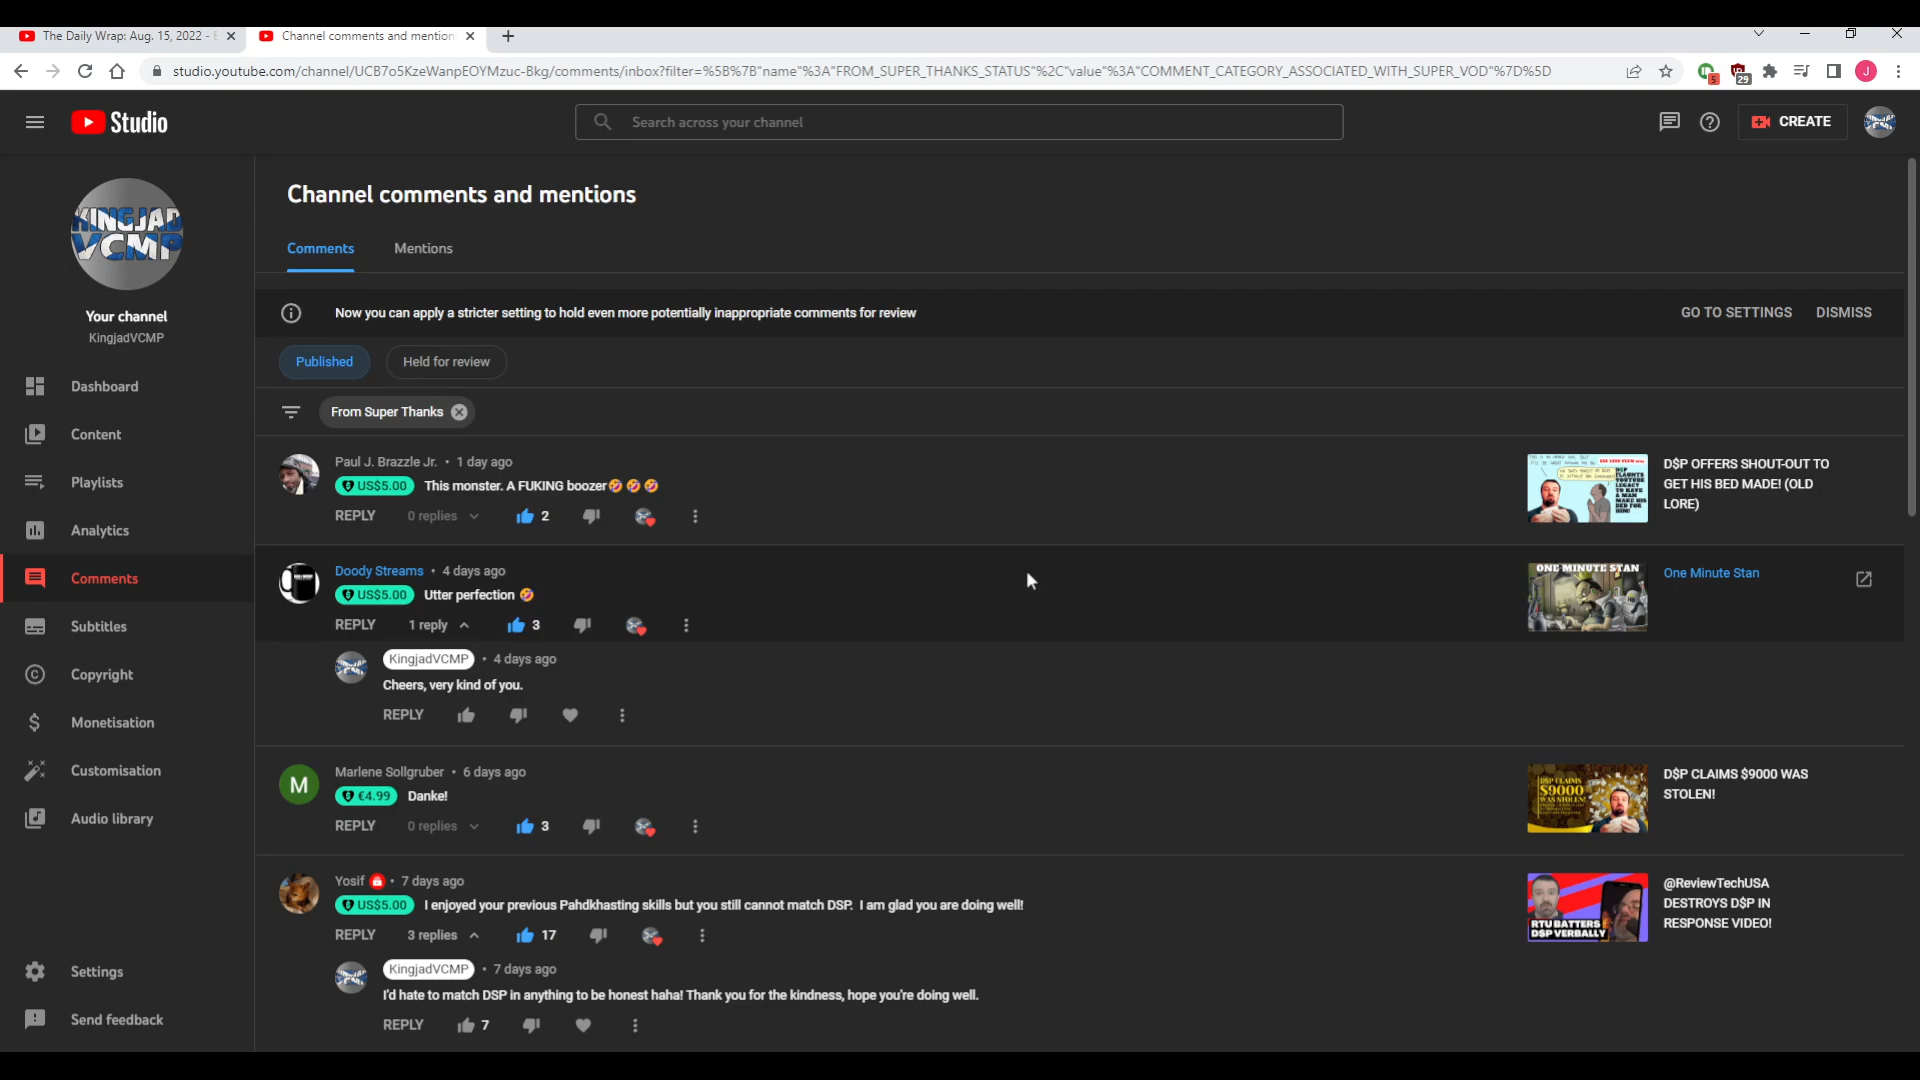 The Daily Wrap: Aug. 15, 2022 -
Channel comments and mention
studio.youtube.com/channel/UCB7o5KzeWanpEOYMzuc-Bkg/comments/inbox?filter=%5B%7B"name"%3A"FROM_SUPER_THANKS_STATUS"%2C"value"%3A"COMMENT_CATEGORY_ASSOCIATED_WITH_SUPER_VOD"%7D%5D
5
29
J
Studio
Search across your channel
CREATE
KINGJAD
VCMP
Your channel
KingjadVCMP
Dashboard
Content
Playlists
Analytics
Comments
Subtitles
Copyright
Monetisation
Customisation
Audio library
Settings
Send feedback
Channel comments and mentions
Comments
Mentions
Now you can apply a stricter setting to hold even more potentially inappropriate comments for review
GO TO SETTINGS
DISMISS
Published
Held for review
From Super Thanks
Paul J. Brazzle Jr. • 1 day ago
US$5.00 This monster. A FUKING boozer🤣🤣🤣
REPLY 0 replies 2
D$P OFFERS SHOUT-OUT TO
GET HIS BED MADE! (OLD
LORE)
Doody Streams • 4 days ago
US$5.00 Utter perfection 🤣
REPLY 1 reply 3
ONE MINUTE STAN
One Minute Stan
KingjadVCMP • 4 days ago
Cheers, very kind of you.
REPLY
M
Marlene Sollgruber • 6 days ago
€4.99 Danke!
REPLY 0 replies 3
D$P CLAIMS
$9000
WAS STOLEN!
D$P CLAIMS $9000 WAS
STOLEN!
Yosif • 7 days ago
US$5.00 I enjoyed your previous Pahdkhasting skills but you still cannot match DSP. I am glad you are doing well!
REPLY 3 replies 17
RTU BATTERS
D$P VERBALLY
@ReviewTechUSA
DESTROYS D$P IN
RESPONSE VIDEO!
KingjadVCMP • 7 days ago
I'd hate to match DSP in anything to be honest haha! Thank you for the kindness, hope you're doing well.
REPLY 7